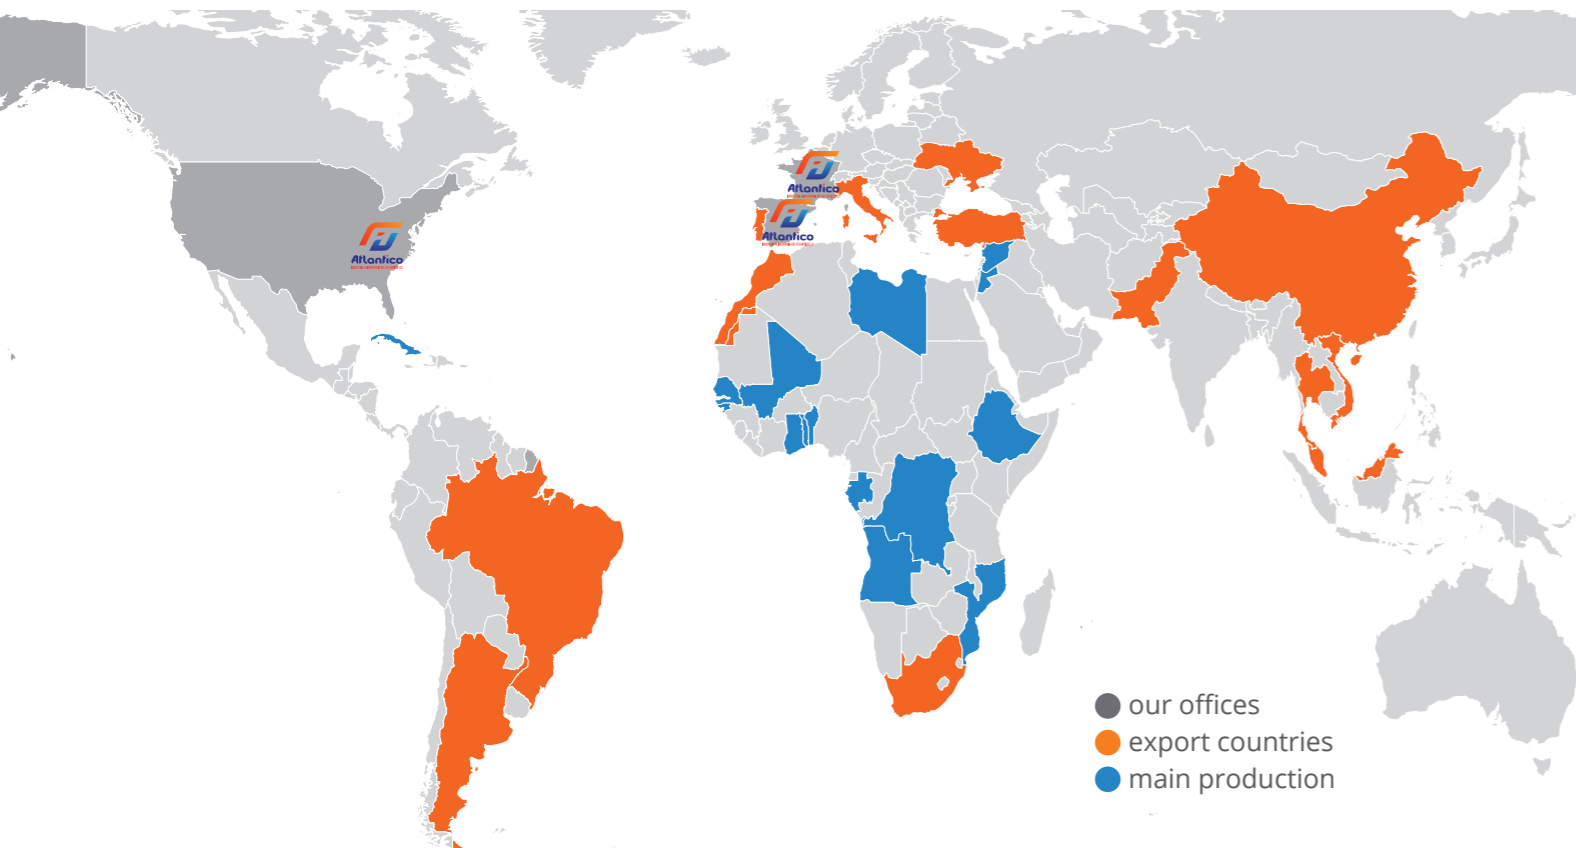 Atlantico
Atlantico
Atlantico
our offices
export countries
main production